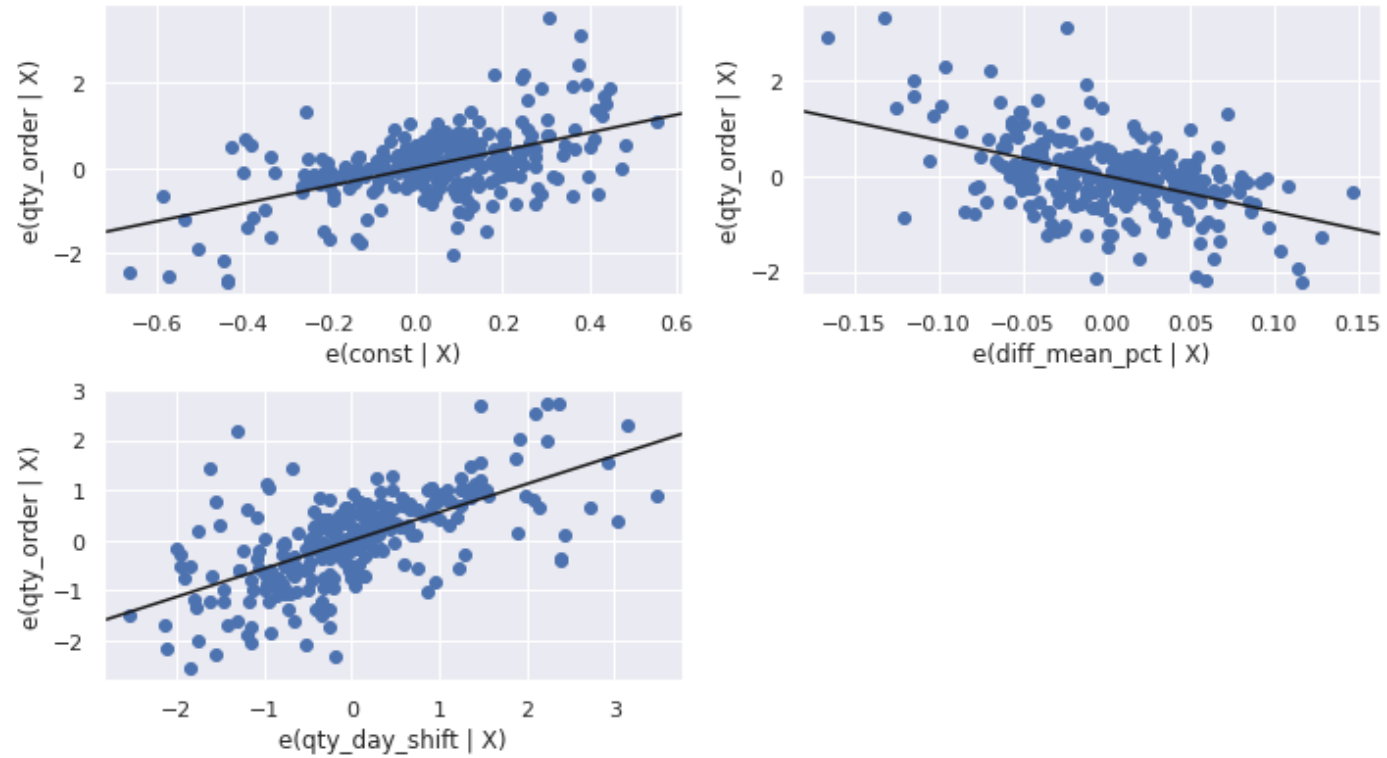 2
0
−2
e(qty_order | X)
−0.6 −0.4 −0.2 0.0 0.2 0.4 0.6
e(const | X)
2
0
−2
e(qty_order | X)
−0.15 −0.10 −0.05 0.00 0.05 0.10 0.15
e(diff_mean_pct | X)
3
2
1
0
−1
−2
e(qty_order | X)
−2 −1 0 1 2 3
e(qty_day_shift | X)